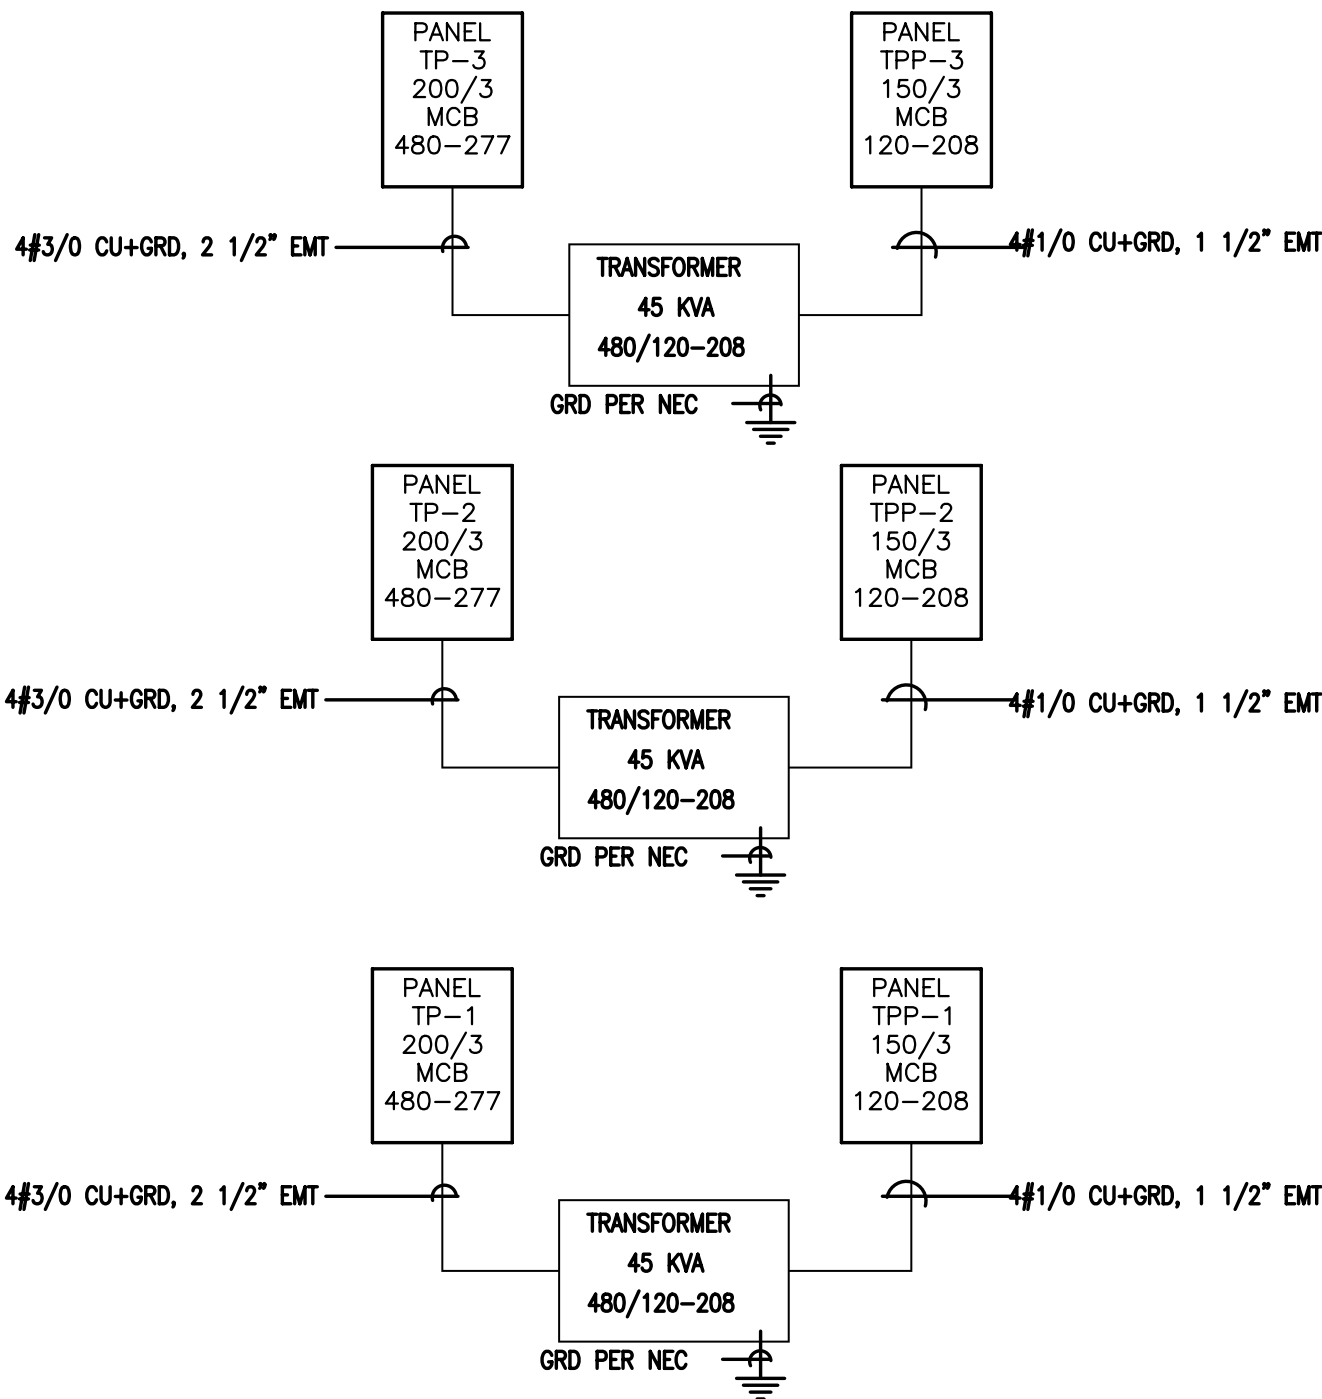 PANEL
TP-3
200/3
MCB
480-277
PANEL
TPP-3
150/3
MCB
120-208
4#3/0 CU+GRD, 2 1/2" EMT
4#1/0 CU+GRD, 1 1/2" EMT
TRANSFORMER
45 KVA
480/120-208
GRD PER NEC
PANEL
TP-2
200/3
MCB
480-277
PANEL
TPP-2
150/3
MCB
120-208
4#3/0 CU+GRD, 2 1/2" EMT
4#1/0 CU+GRD, 1 1/2" EMT
TRANSFORMER
45 KVA
480/120-208
GRD PER NEC
PANEL
TP-1
200/3
MCB
480-277
PANEL
TPP-1
150/3
MCB
120-208
4#3/0 CU+GRD, 2 1/2" EMT
4#1/0 CU+GRD, 1 1/2" EMT
TRANSFORMER
45 KVA
480/120-208
GRD PER NEC